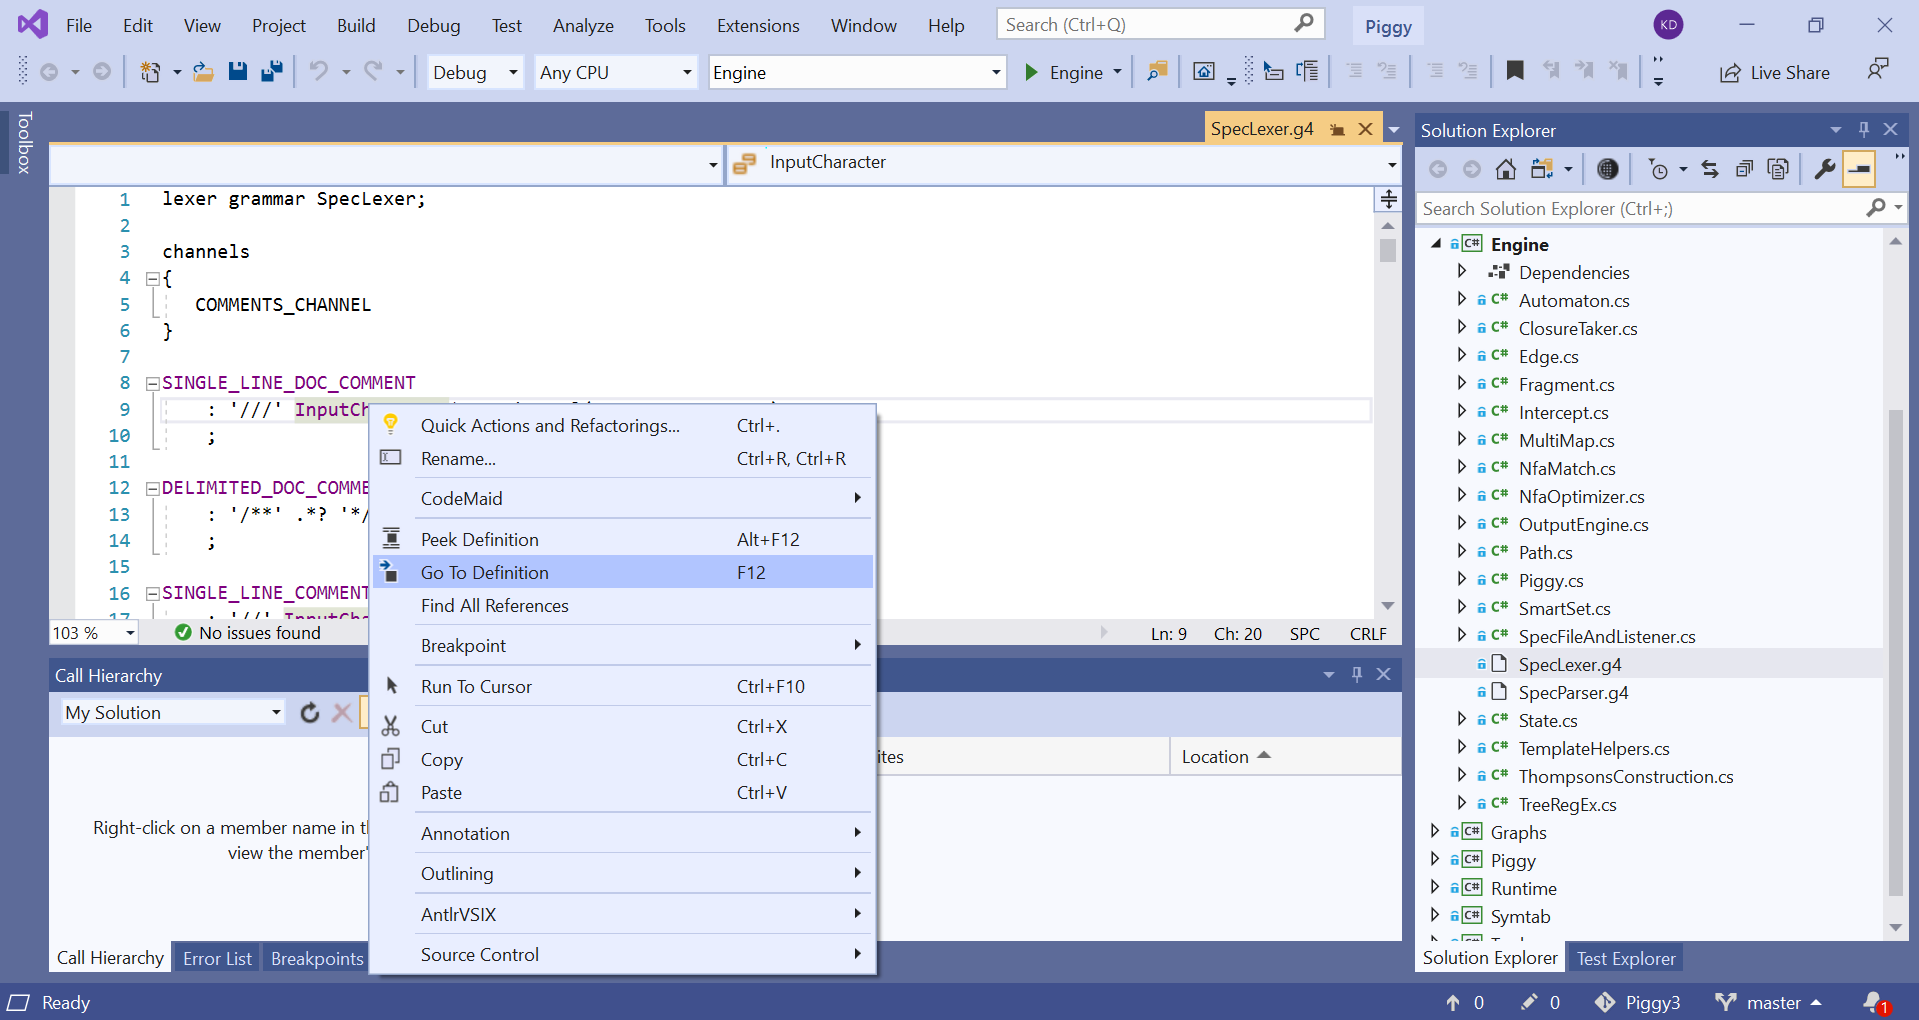 File Edit View Project Build Debug Test Analyze Tools Extensions Window Help Search (Ctrl+Q) Piggy KD
Debug Any CPU Engine Engine Live Share
Toolbox
SpecLexer.g4
InputCharacter
1 lexer grammar SpecLexer;
2
3 channels
4 {
5 COMMENTS_CHANNEL
6 }
7
8 SINGLE_LINE_DOC_COMMENT
9 : '///' InputCh
10 ;
11
12 DELIMITED_DOC_COMME
13 : '/**' .*? '*/
14 ;
15
16 SINGLE_LINE_COMMENT
17 : '//' InputCha
103 % No issues found Ln: 9 Ch: 20 SPC CRLF
Quick Actions and Refactorings... Ctrl+.
Rename... Ctrl+R, Ctrl+R
CodeMaid
Peek Definition Alt+F12
Go To Definition F12
Find All References
Breakpoint
Run To Cursor Ctrl+F10
Cut Ctrl+X
Copy Ctrl+C
Paste Ctrl+V
Annotation
Outlining
AntlrVSIX
Source Control
Call Hierarchy
My Solution
ites Location
Right-click on a member name in th
view the member'
Call Hierarchy Error List Breakpoints
Solution Explorer
Search Solution Explorer (Ctrl+;)
C# Engine
Dependencies
C# Automaton.cs
C# ClosureTaker.cs
C# Edge.cs
C# Fragment.cs
C# Intercept.cs
C# MultiMap.cs
C# NfaMatch.cs
C# NfaOptimizer.cs
C# OutputEngine.cs
C# Path.cs
C# Piggy.cs
C# SmartSet.cs
C# SpecFileAndListener.cs
SpecLexer.g4
SpecParser.g4
C# State.cs
C# TemplateHelpers.cs
C# ThompsonsConstruction.cs
C# TreeRegEx.cs
C# Graphs
C# Piggy
C# Runtime
C# Symtab
Solution Explorer Test Explorer
Ready 0 0 Piggy3 master 1